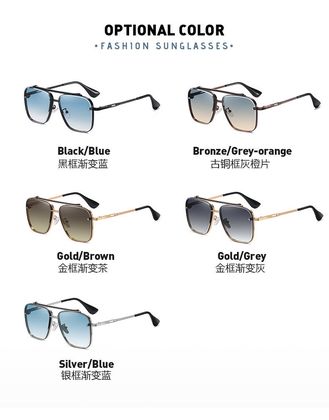 OPTIONAL COLOR
•FASHION SUNGLASSES•
Black/Blue
黑框渐变蓝
Bronze/Grey-orange
古铜框灰橙片
Gold/Brown
金框渐变茶
Gold/Grey
金框渐变灰
Silver/Blue
银框渐变蓝